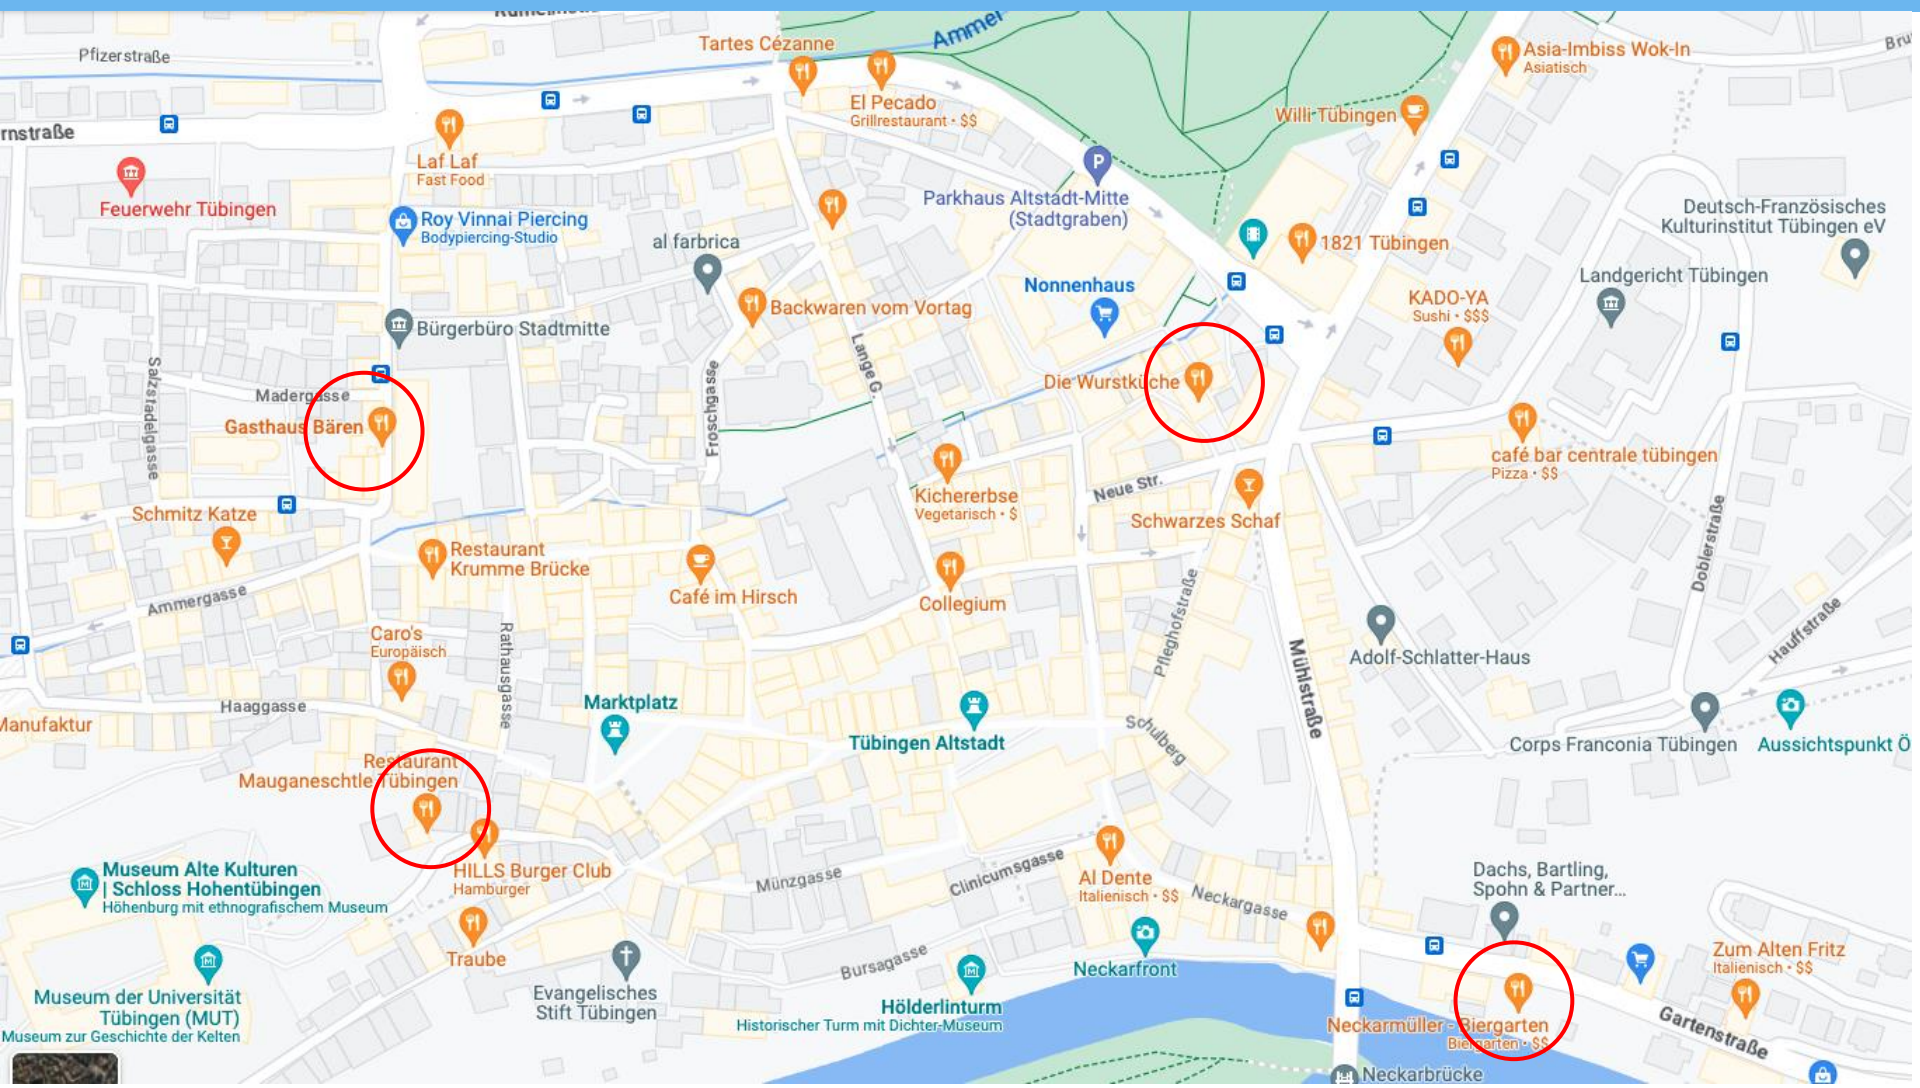 Pfizerstraße
Tartes Cézanne
Ammer
Asia-Imbiss Wok-In
Asiatisch
El Pecado
Grillrestaurant • $$
Willi Tübingen
rnstraße
Laf Laf
Fast Food
P
Parkhaus Altstadt-Mitte
(Stadtgraben)
Feuerwehr Tübingen
Roy Vinnai Piercing
Bodypiercing-Studio
al farbrica
1821 Tübingen
Deutsch-Französisches
Kulturinstitut Tübingen eV
Landgericht Tübingen
Nonnenhaus
KADO-YA
Sushi • $$$
Backwaren vom Vortag
Bürgerbüro Stadtmitte
Lange G.
Salzstadelgasse
Froschgasse
Madergasse
Die Wurstküche
Gasthaus Bären
café bar centrale tübingen
Pizza • $$
Kichererbse
Vegetarisch • $
Neue Str.
Schwarzes Schaf
Schmitz Katze
Restaurant
Krumme Brücke
Doblerstraße
Ammergasse
Café im Hirsch
Collegium
Pfleghofstraße
Hauffstraße
Caro's
Europäisch
Rathausgasse
Mühlstraße
Adolf-Schlatter-Haus
Haaggasse
Marktplatz
Manufaktur
Tübingen Altstadt
Schulberg
Corps Franconia Tübingen
Aussichtspunkt Ö
Restaurant
Mauganeschtle Tübingen
HILLS Burger Club
Hamburger
Museum Alte Kulturen
| Schloss Hohentübingen
Höhenburg mit ethnografischem Museum
Münzgasse
Clinicumsgasse
Al Dente
Italienisch • $$
Neckargasse
Dachs, Bartling,
Spohn & Partner...
Traube
Bursagasse
Neckarfront
Zum Alten Fritz
Italienisch • $$
Museum der Universität
Tübingen (MUT)
Museum zur Geschichte der Kelten
Evangelisches
Stift Tübingen
Hölderlinturm
Historischer Turm mit Dichter-Museum
Neckarmüller - Biergarten
Biergarten • $$
Gartenstraße
Neckarbrücke